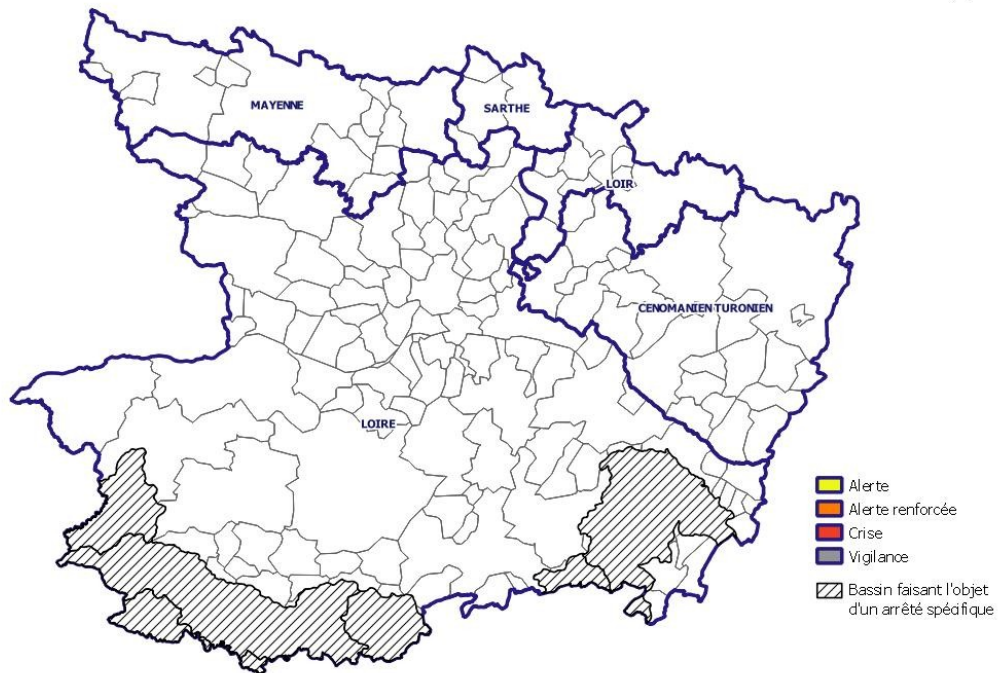 MAYENNE
SARTHE
LOIR
CENOMANIEN TURONIEN
LOIRE
Alerte
Alerte renforcée
Crise
Vigilance
Bassin faisant l'objet
d'un arrêté spécifique